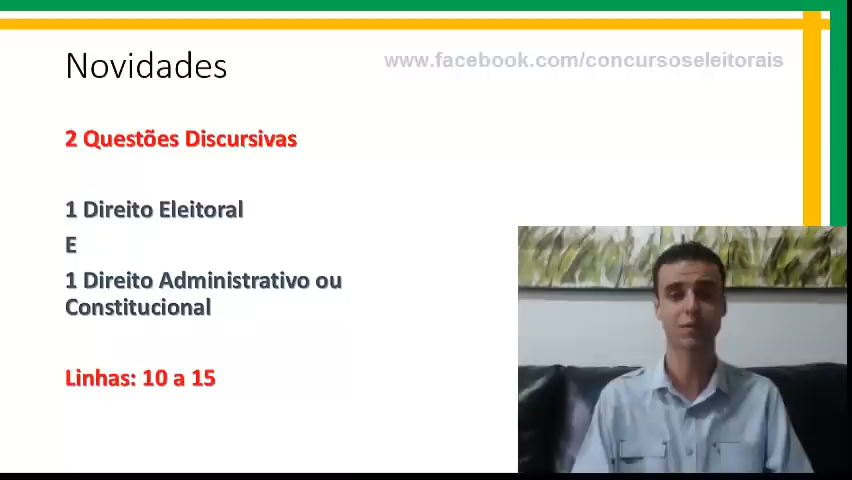 Novidades
www.facebook.com/concursoseleitorais
2 Questões Discursivas
1 Direito Eleitoral
E
1 Direito Administrativo ou
Constitucional
Linhas: 10 a 15